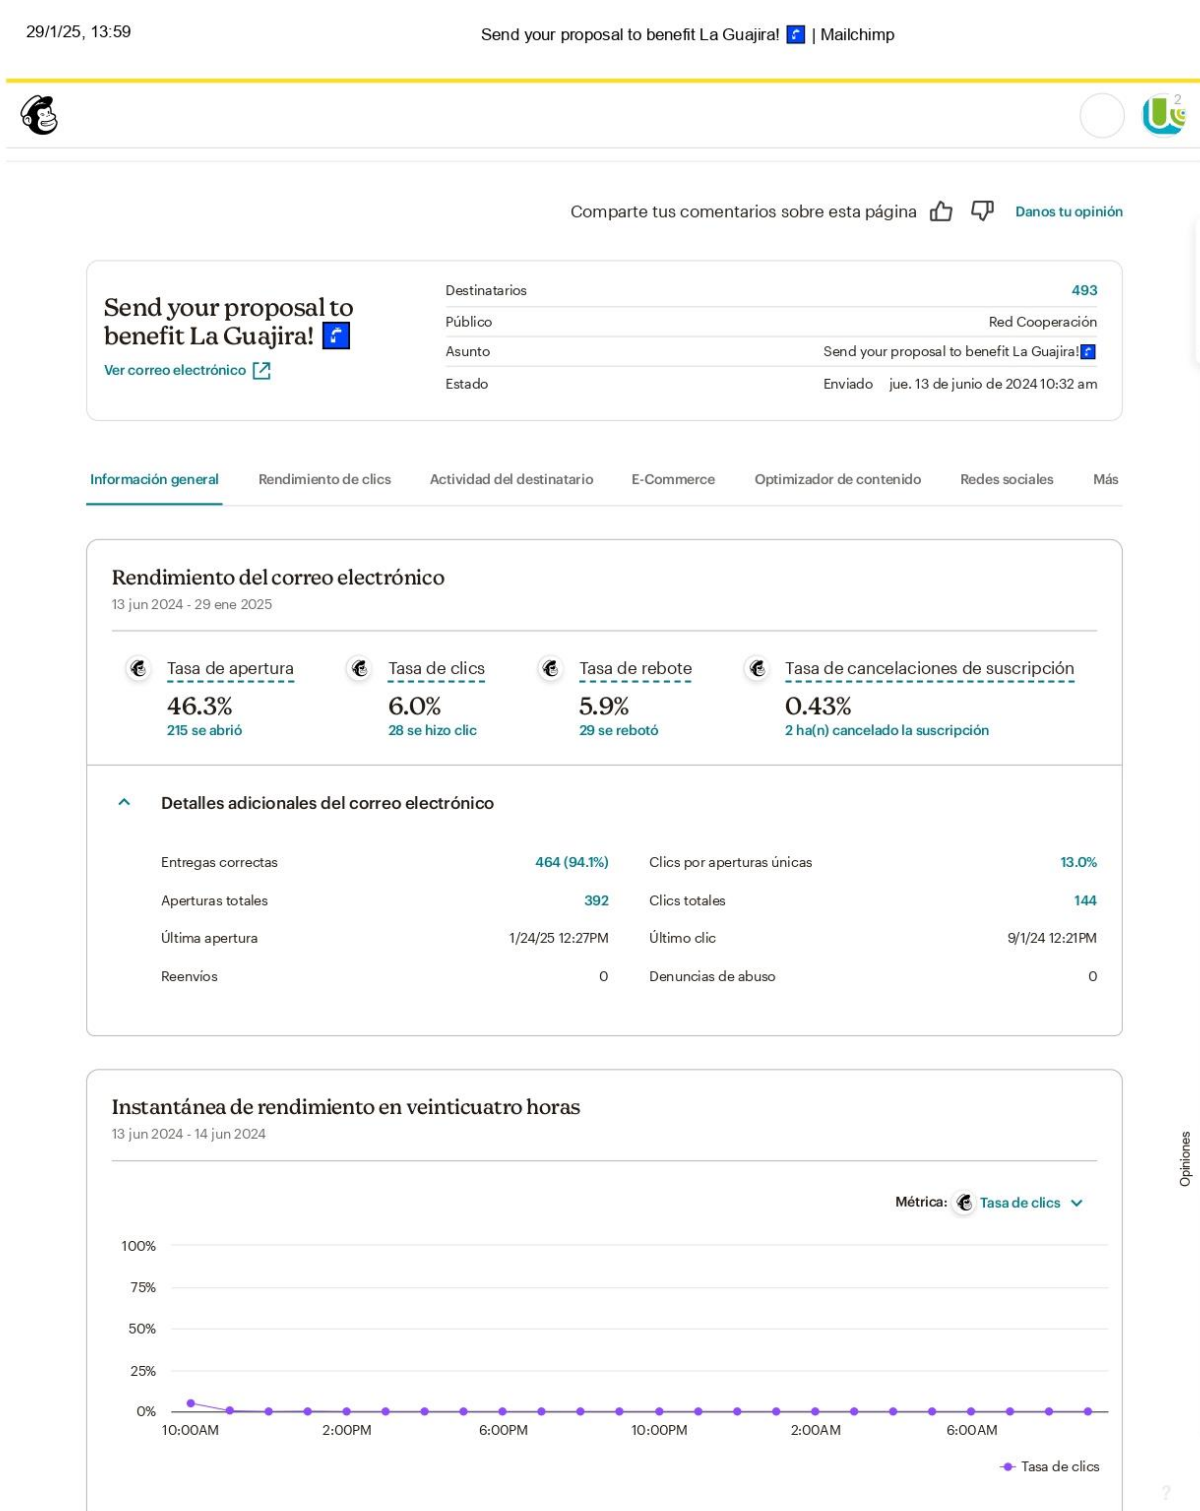 29/1/25, 13:59
Send your proposal to benefit La Guajira! | Mailchimp
2
Comparte tus comentarios sobre esta página
Danos tu opinión
Send your proposal to
benefit La Guajira!
Ver correo electrónico
Destinatarios 493
Público Red Cooperación
Asunto Send your proposal to benefit La Guajira!
Estado Enviado jue. 13 de junio de 2024 10:32 am
Información general Rendimiento de clics Actividad del destinatario E-Commerce Optimizador de contenido Redes sociales Más
Rendimiento del correo electrónico
13 jun 2024 - 29 ene 2025
Tasa de apertura Tasa de clics Tasa de rebote Tasa de cancelaciones de suscripción
46.3% 6.0% 5.9% 0.43%
215 se abrió 28 se hizo clic 29 se rebotó 2 ha(n) cancelado la suscripción
Detalles adicionales del correo electrónico
Entregas correctas 464 (94.1%) Clics por aperturas únicas 13.0%
Aperturas totales 392 Clics totales 144
Última apertura 1/24/25 12:27PM Último clic 9/1/24 12:21PM
Reenvíos 0 Denuncias de abuso 0
Instantánea de rendimiento en veinticuatro horas
13 jun 2024 - 14 jun 2024
Opiniones
Métrica: Tasa de clics
100%
75%
50%
25%
0%
10:00AM 2:00PM 6:00PM 10:00PM 2:00AM 6:00AM
Tasa de clics
?